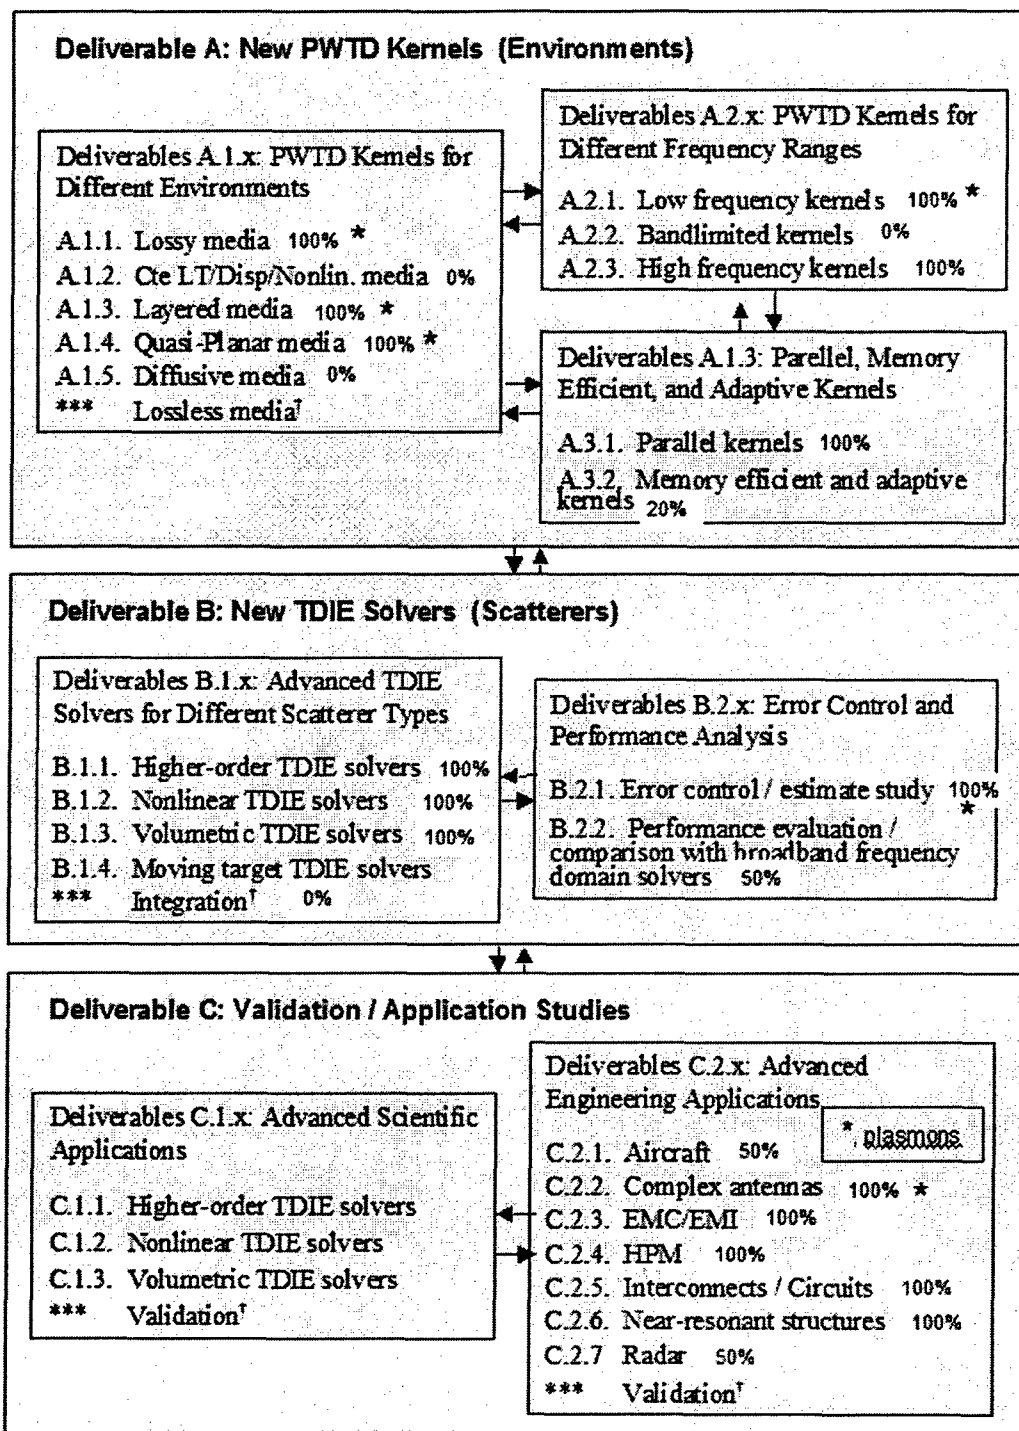 Deliverable A: New PWTD Kernels (Environments)
Deliverables A.1.x: PWTD Kernels for
Different Environments
A.1.1. Lossy media 100% *
A.1.2. Cte LT/Disp/Nonlin. media 0%
A.1.3. Layered media 100% *
A.1.4. Quasi-Planar media 100% *
A.1.5. Diffusive media 0%
*** Lossless media†
Deliverables A.2.x: PWTD Kernels for
Different Frequency Ranges
A.2.1. Low frequency kernels 100% *
A.2.2. Bandlimited kernels 0%
A.2.3. High frequency kernels 100%
Deliverables A.1.3: Parellel, Memory
Efficient, and Adaptive Kernels
A.3.1. Parallel kernels 100%
A.3.2. Memory efficient and adaptive
kernels 20%
Deliverable B: New TDIE Solvers (Scatterers)
Deliverables B.1.x: Advanced TDIE
Solvers for Different Scatterer Types
B.1.1. Higher-order TDIE solvers 100%
B.1.2. Nonlinear TDIE solvers 100%
B.1.3. Volumetric TDIE solvers 100%
B.1.4. Moving target TDIE solvers
*** Integration† 0%
Deliverables B.2.x: Error Control and
Performance Analysis
B.2.1. Error control / estimate study 100%
*
B.2.2. Performance evaluation /
comparison with broadband frequency
domain solvers 50%
Deliverable C: Validation / Application Studies
Deliverables C.1.x: Advanced Scientific
Applications
C.1.1. Higher-order TDIE solvers
C.1.2. Nonlinear TDIE solvers
C.1.3. Volumetric TDIE solvers
*** Validation†
Deliverables C.2.x: Advanced
Engineering Applications
*. plasmons
C.2.1. Aircraft 50%
C.2.2. Complex antennas 100% *
C.2.3. EMC/EMI 100%
C.2.4. HPM 100%
C.2.5. Interconnects / Circuits 100%
C.2.6. Near-resonant structures 100%
C.2.7 Radar 50%
*** Validation†